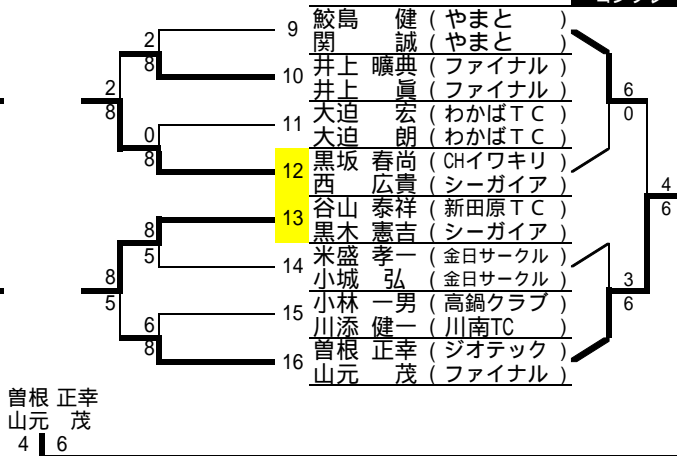 9 鮫島 健 ( やまと )
関 誠 ( やまと )
2 8
10 井上 曠典 ( ファイナル )
井上 眞 ( ファイナル )
2 8
6 0
11 大迫 宏 ( わかばＴＣ )
大迫 朗 ( わかばＴＣ )
0 8
12 黒坂 春尚 ( CHイワキリ )
西 広貴 ( シーガイア )
4 6
13 谷山 泰祥 ( 新田原ＴＣ )
黒木 憲吉 ( シーガイア )
8 5
14 米盛 孝一 ( 金日サークル )
小城 弘 ( 金日サークル )
8 5
3 6
15 小林 一男 ( 高鍋クラブ )
川添 健一 ( 川南TC )
6 8
16 曽根 正幸 ( ジオテック )
山元 茂 ( ファイナル )
曽根 正幸
山元 茂
4 6